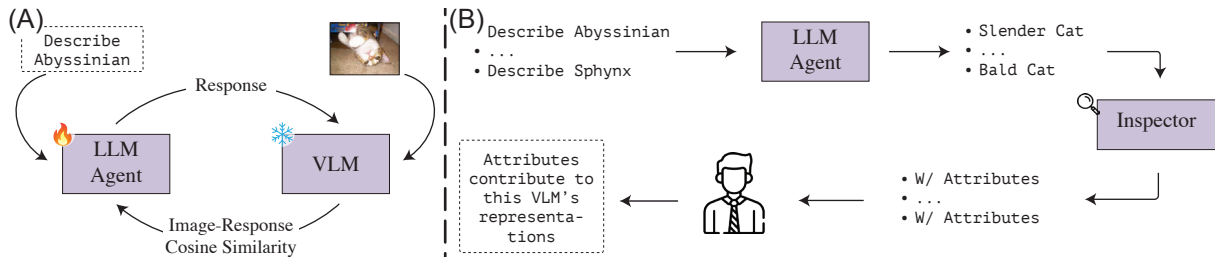 (A)
Describe
Abyssinian
Response
LLM
Agent
VLM
Image-Response
Cosine Similarity
(B)
• Describe Abyssinian
• ...
• Describe Sphynx
LLM
Agent
• Slender Cat
• ...
• Bald Cat
Inspector
• W/ Attributes
• ...
• W/ Attributes
Attributes
contribute to
this VLM's
representa-
tions